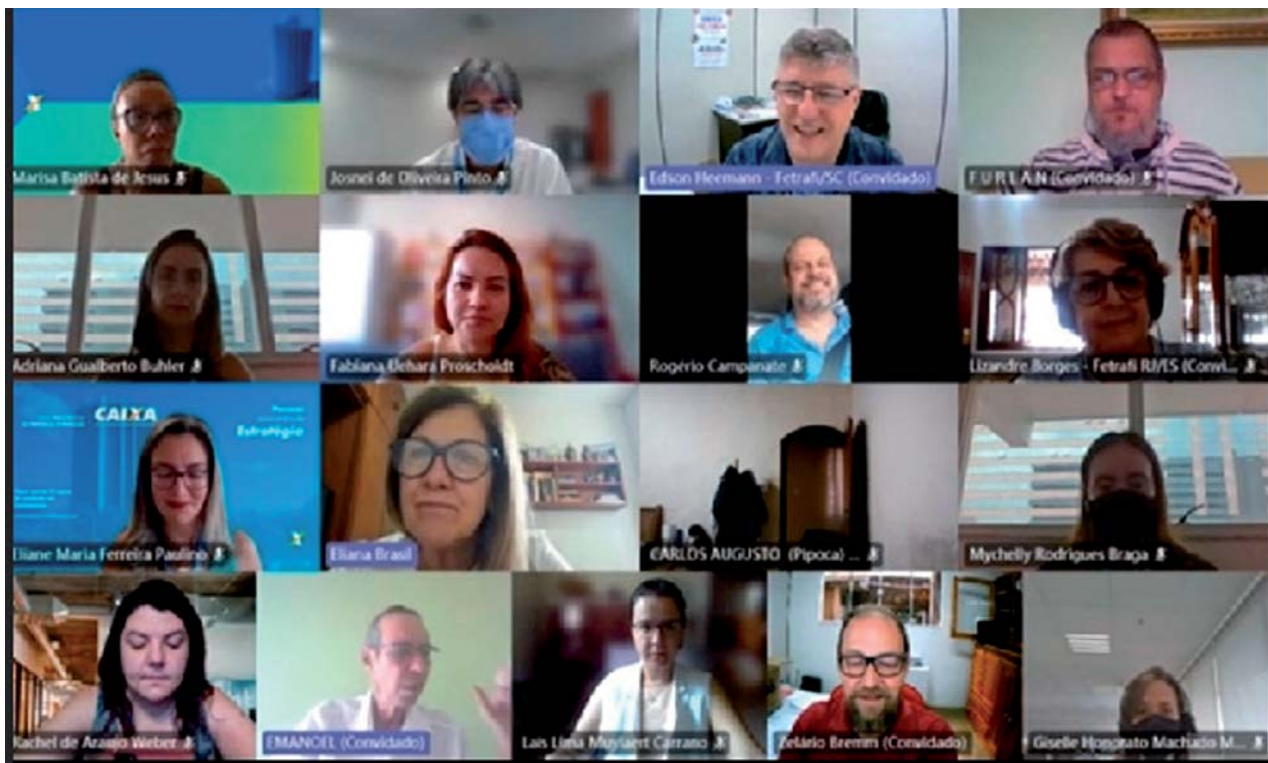 Marisa Batista de Jesus
Josnei de Oliveira Pinto
Edson Heemann - Fetrafi/SC (Convidado)
F U R L A N (Convidado)
Adriana Gualberto Buhler
Fabiana Uehara Proscholdt
Rogério Campanate
Lizandre Borges - Fetrafi RJ/ES (Convi...
CAIXA
Estratégio
Eliane Maria Ferreira Paulino
Eliana Brasil
CARLOS AUGUSTO (Pipoca) ...
Mychelly Rodrigues Braga
Rachel de Araujo Weber
EMANOEL (Convidado)
Lais Lima Muylaert Carrano
Zelário Bremm (Convidado)
Giselle Honorato Machado M...